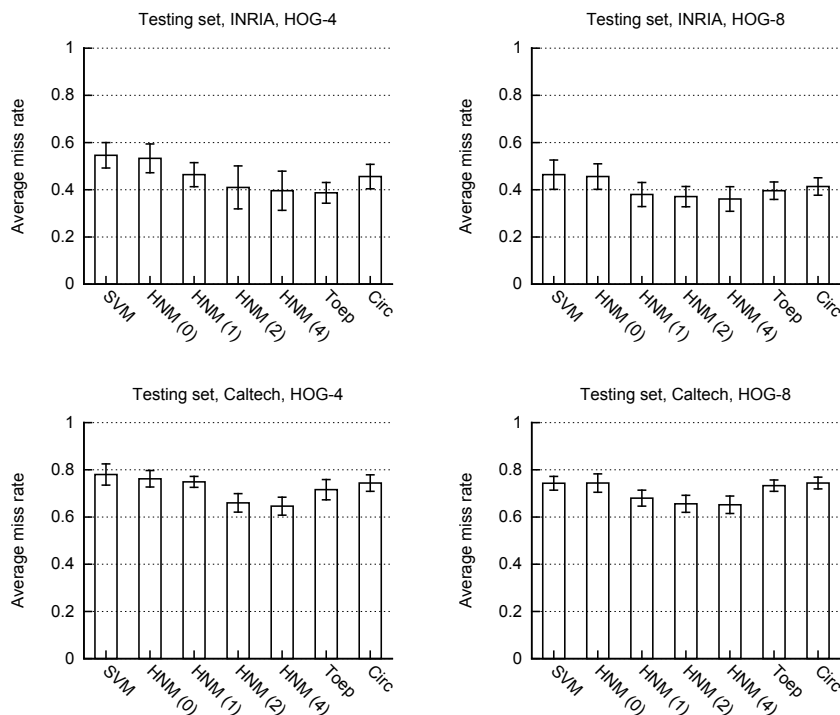 Testing set, INRIA, HOG-4
Average miss rate
1
0.8
0.6
0.4
0.2
0
SVM
HNM (0)
HNM (1)
HNM (2)
HNM (4)
Toep
Circ
Testing set, INRIA, HOG-8
Average miss rate
1
0.8
0.6
0.4
0.2
0
SVM
HNM (0)
HNM (1)
HNM (2)
HNM (4)
Toep
Circ
Testing set, Caltech, HOG-4
Average miss rate
1
0.8
0.6
0.4
0.2
0
SVM
HNM (0)
HNM (1)
HNM (2)
HNM (4)
Toep
Circ
Testing set, Caltech, HOG-8
Average miss rate
1
0.8
0.6
0.4
0.2
0
SVM
HNM (0)
HNM (1)
HNM (2)
HNM (4)
Toep
Circ